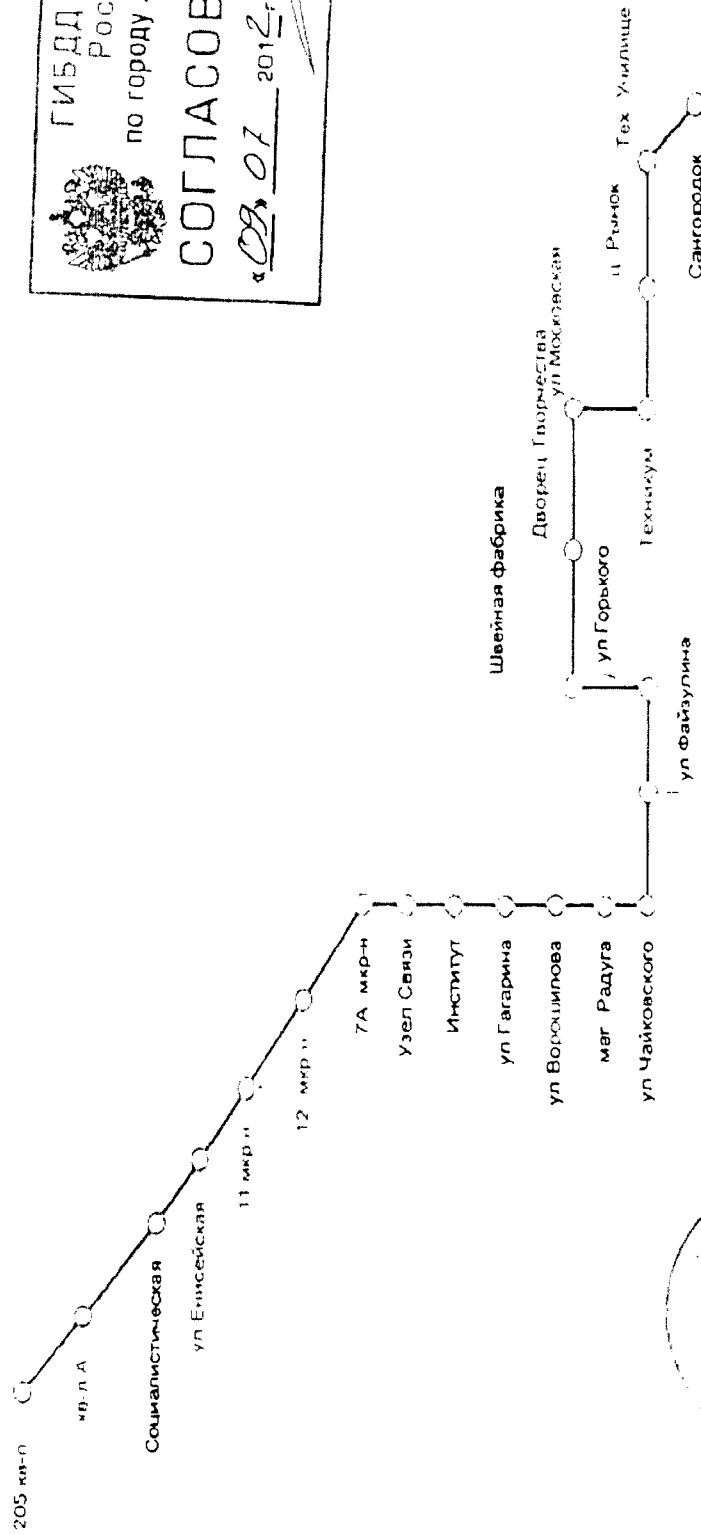 ГИБДД
Рос
по городу
СОГЛАСОВ
«09» 07 2012г
205 кв-л
кв-л А
Социалистическая
ул Енисейская
11 мкр-н
12 мкр-н
7А мкр-н
Узел Связи
Институт
ул Гагарина
ул Ворошилова
маг Радуга
ул Чайковского
ул Файзулина
ул Горького
Швейная фабрика
Дворец Творчества
ул Московская
Техникум
ц Рынок
Тех Училище
Сангородок